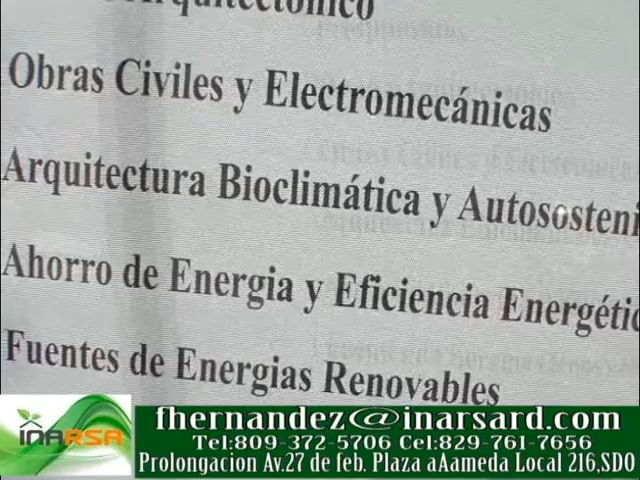 Obras Civiles y Electromecánicas
Arquitectura Bioclimática y Autososteni
Ahorro de Energia y Eficiencia Energétic
Fuentes de Energias Renovables
INARSA
fhernandez@inarsard.com
Tel:809-372-5706 Cel:829-761-7656
Prolongacion Av.27 de feb. Plaza aAameda Local 216,SDO